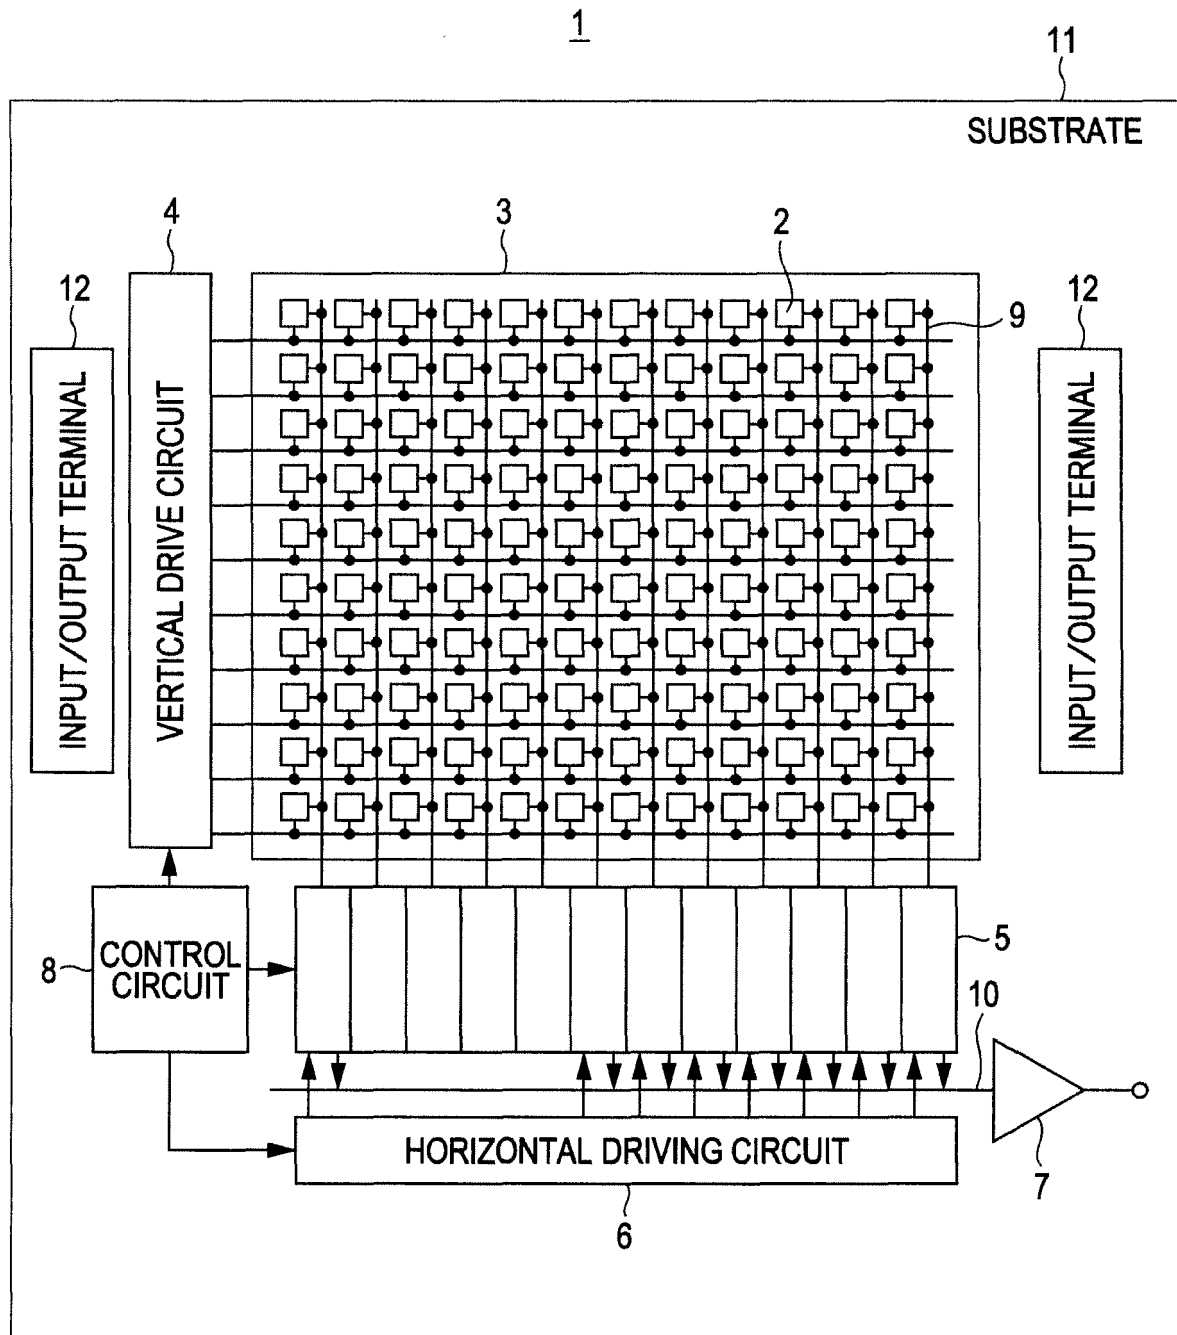 1
11
SUBSTRATE
4
3
2
12
12
9
INPUT/OUTPUT TERMINAL
VERTICAL DRIVE CIRCUIT
INPUT/OUTPUT TERMINAL
CONTROL
CIRCUIT
8
5
10
HORIZONTAL DRIVING CIRCUIT
7
6